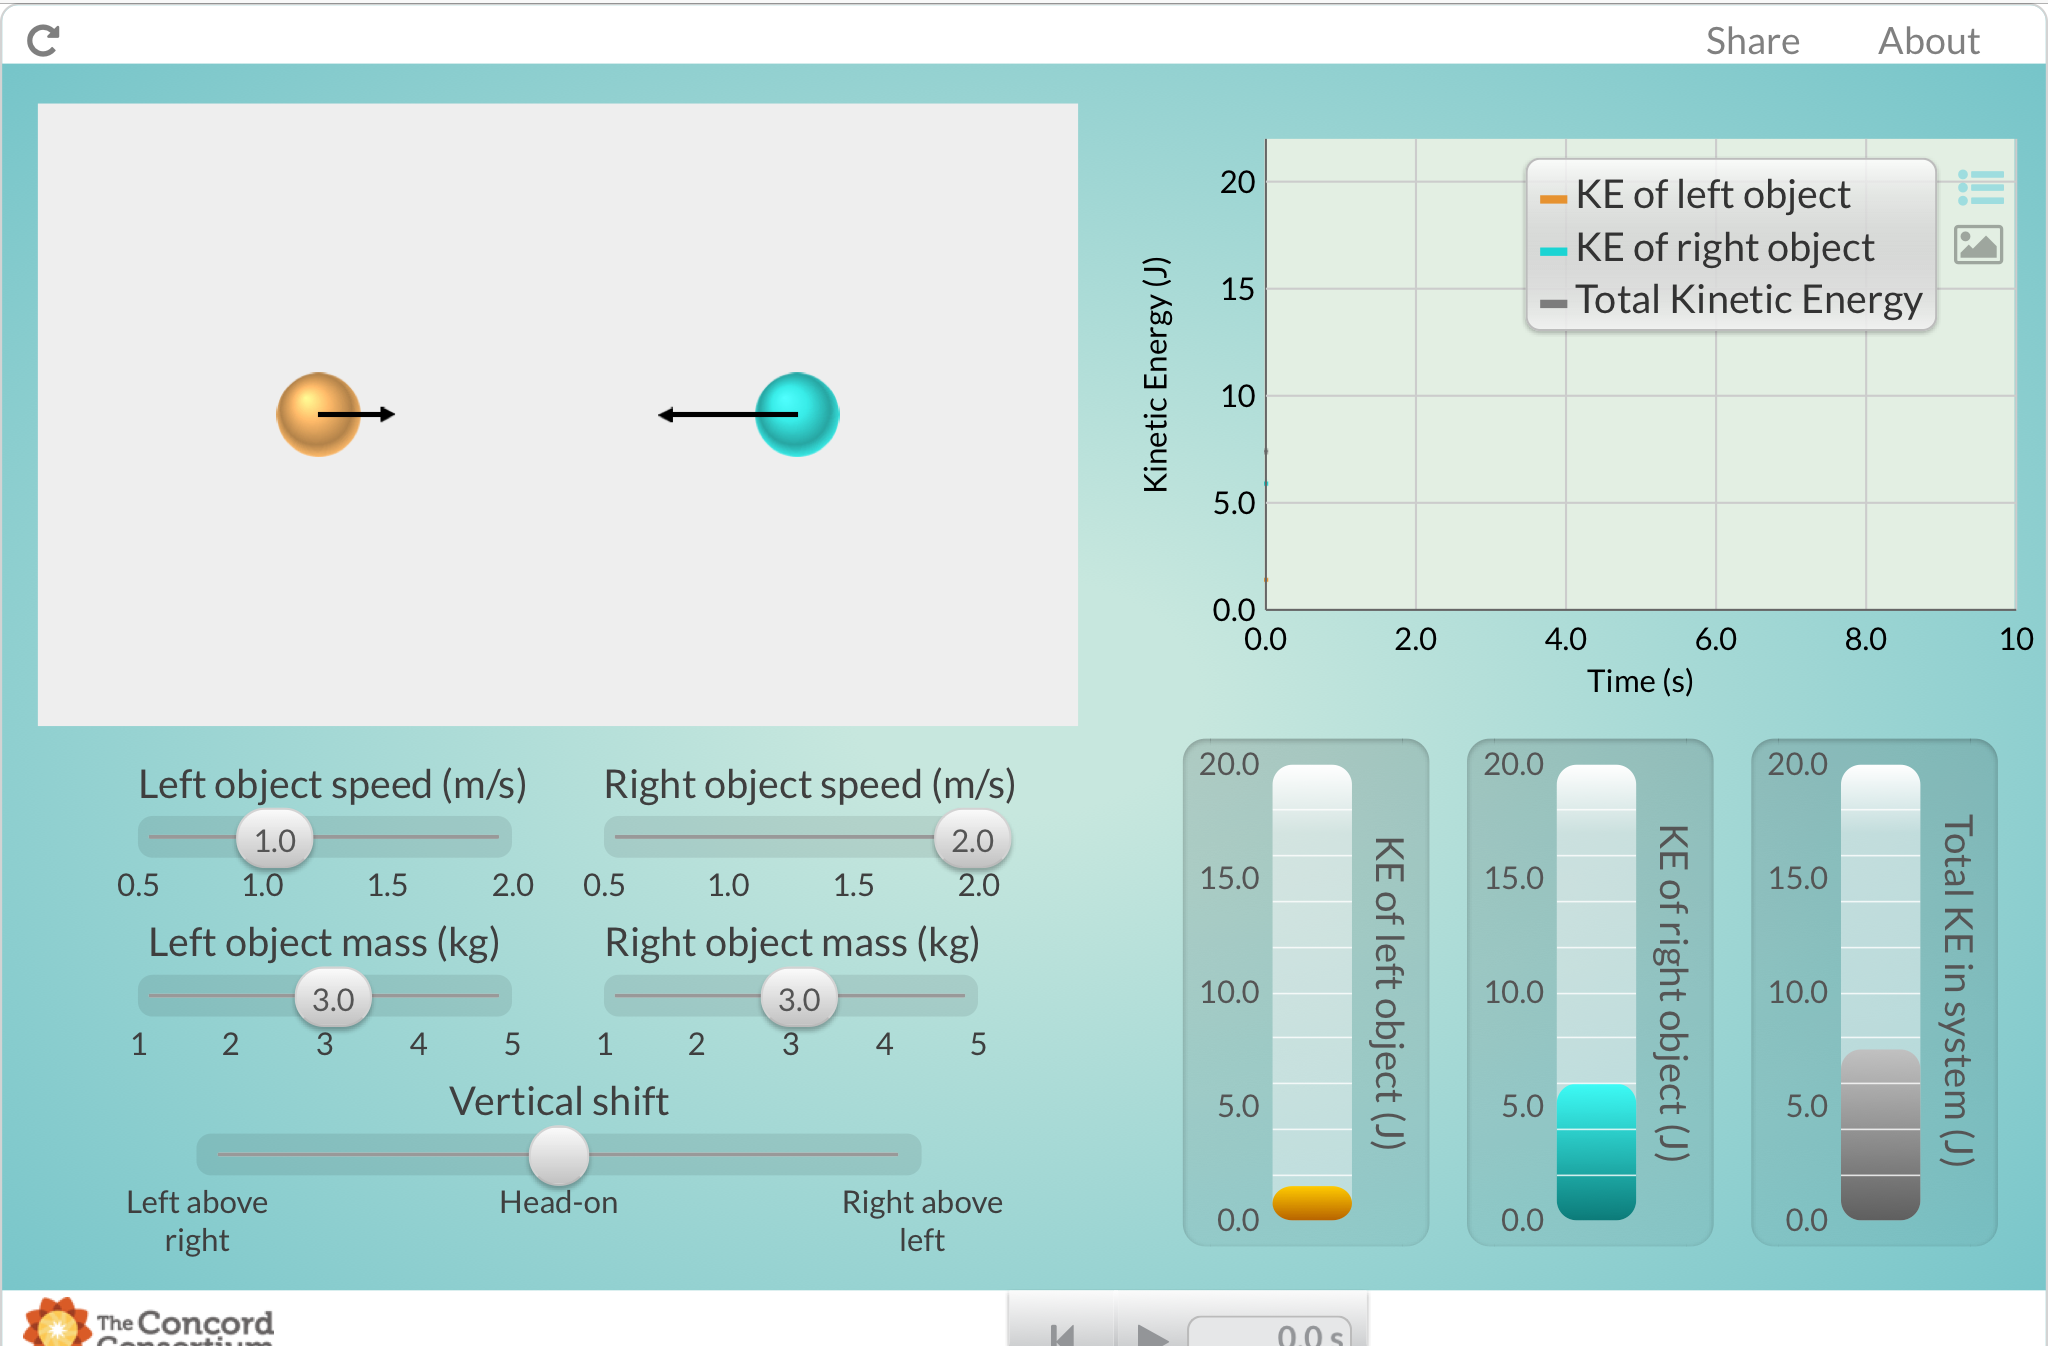 Share About
20
15
10
5.0
0.0
Kinetic Energy (J)
KE of left object
KE of right object
Total Kinetic Energy
0.0 2.0 4.0 6.0 8.0 10
Time (s)
Left object speed (m/s)
1.0
0.5 1.0 1.5 2.0
Right object speed (m/s)
2.0
0.5 1.0 1.5 2.0
Left object mass (kg)
3.0
1 2 3 4 5
Right object mass (kg)
3.0
1 2 3 4 5
Vertical shift
Left above
right
Head-on
Right above
left
20.0
15.0
10.0
5.0
0.0
KE of left object (J)
20.0
15.0
10.0
5.0
0.0
KE of right object (J)
20.0
15.0
10.0
5.0
0.0
Total KE in system (J)
The Concord
Consortium
0.0 s